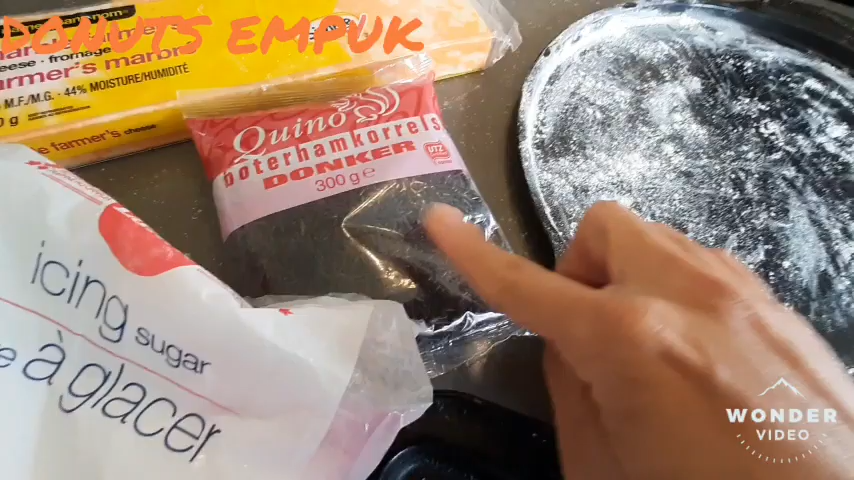 DONUTS EMPUK
cheese · fromage
farmer's marbl
M.F./M.G. · 44% MOISTURE/HUMIDITÉ
farmer's cheese
Quino
boterhamkorrels
DONKER
300 g e
UTZ
icing sugar
à glacer
WONDER
VIDEO